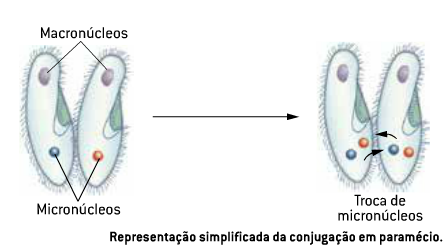 Macronúcleos
Micronúcleos
Troca de
micronúcleos
Representação simplificada da conjugação em paramécio.